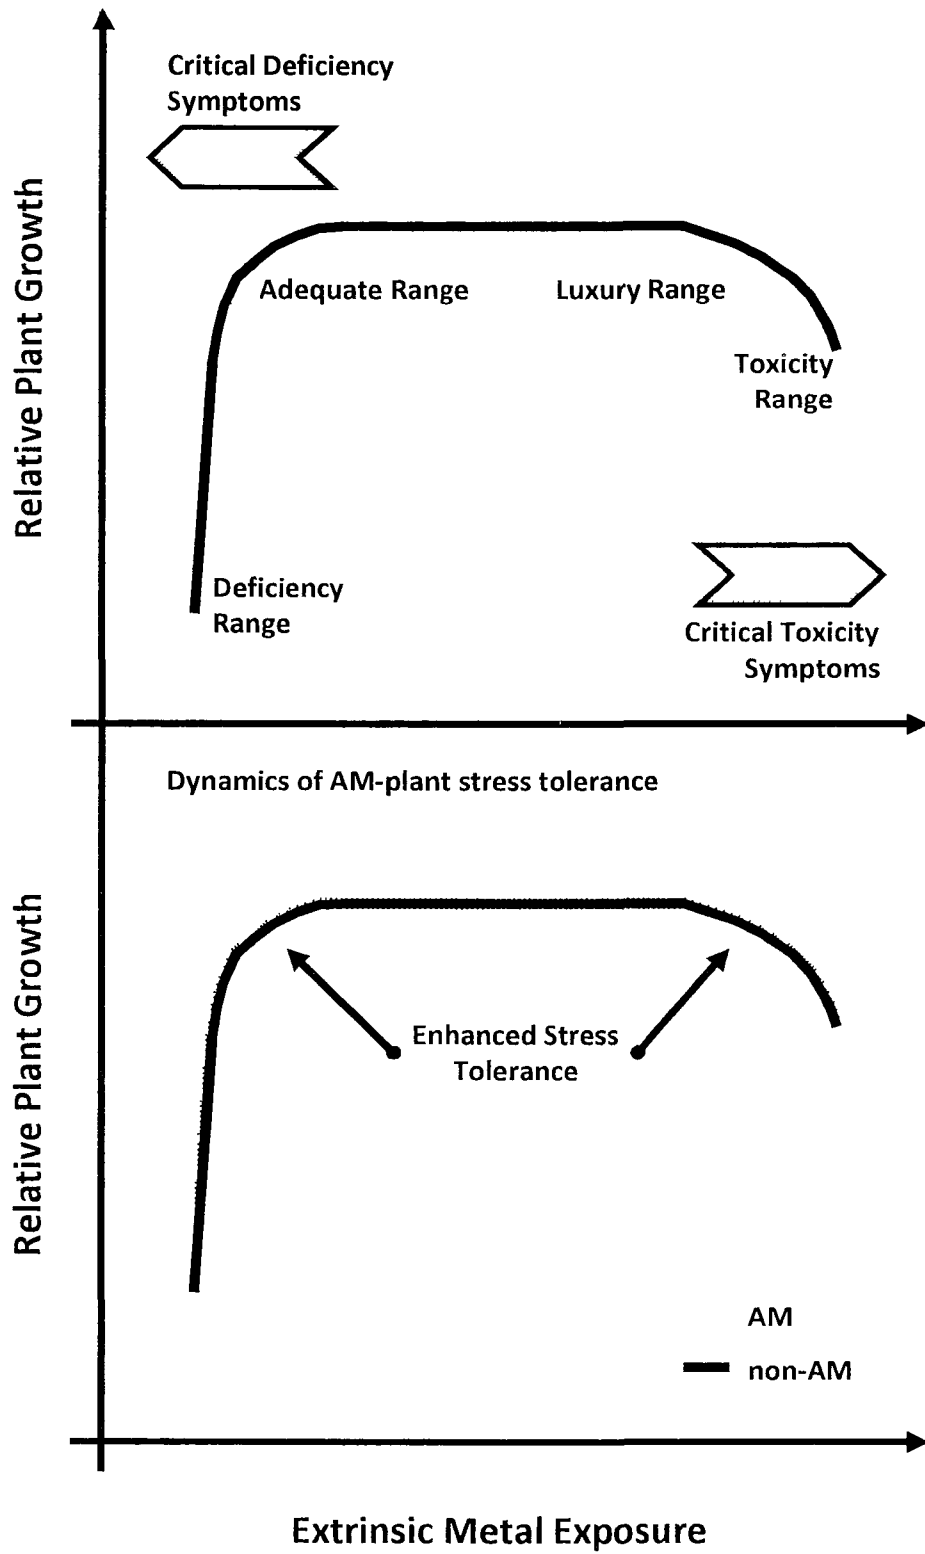 Critical Deficiency
Symptoms
Relative Plant Growth
Adequate Range
Luxury Range
Toxicity
Range
Deficiency
Range
Critical Toxicity
Symptoms
Dynamics of AM-plant stress tolerance
Relative Plant Growth
Enhanced Stress
Tolerance
AM
non-AM
Extrinsic Metal Exposure